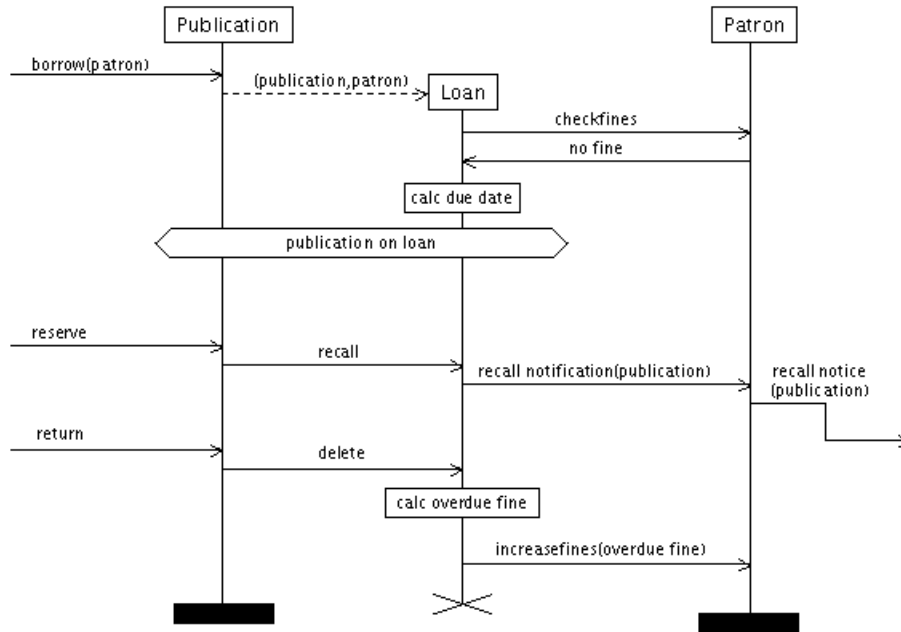 Publication
Patron
borrow(patron)
(publication,patron)
Loan
checkfines
no fine
calc due date
publication on loan
reserve
recall
recall notification(publication)
recall notice
(publication)
return
delete
calc overdue fine
increasefines(overdue fine)